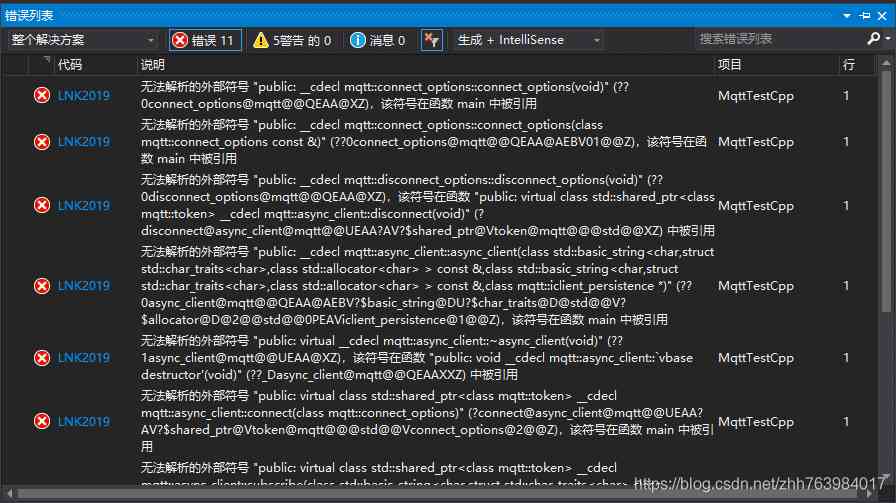 错误列表
整个解决方案 错误 11 5警告 的 0 消息 0 生成 + IntelliSense 搜索错误列表
代码 说明 项目 行
无法解析的外部符号 "public: __cdecl mqtt::connect_options::connect_options(void)" (??
LNK2019 0connect_options@mqtt@@QEAA@XZ)，该符号在函数 main 中被引用 MqttTestCpp 1
无法解析的外部符号 "public: __cdecl mqtt::connect_options::connect_options(class
LNK2019 mqtt::connect_options const &)" (??0connect_options@mqtt@@QEAA@AEBV01@@Z)，该符号在函 MqttTestCpp 1
数 main 中被引用
无法解析的外部符号 "public: __cdecl mqtt::disconnect_options::disconnect_options(void)" (??
0disconnect_options@mqtt@@QEAA@XZ)，该符号在函数 "public: virtual class std::shared_ptr<class
LNK2019 mqtt::token> __cdecl mqtt::async_client::disconnect(void)" (? MqttTestCpp 1
disconnect@async_client@mqtt@@UEAA?AV?$shared_ptr@Vtoken@mqtt@@@std@@XZ) 中被引用
无法解析的外部符号 "public: __cdecl mqtt::async_client::async_client(class std::basic_string<char,struct
std::char_traits<char>,class std::allocator<char> > const &,class std::basic_string<char,struct
LNK2019 std::char_traits<char>,class std::allocator<char> > const &,class mqtt::iclient_persistence *)" (?? MqttTestCpp 1
0async_client@mqtt@@QEAA@AEBV?$basic_string@DU?$char_traits@D@std@@V?
$allocator@D@2@@std@@0PEAViclient_persistence@1@@Z)，该符号在函数 main 中被引用
无法解析的外部符号 "public: virtual __cdecl mqtt::async_client::~async_client(void)" (??
LNK2019 1async_client@mqtt@@UEAA@XZ)，该符号在函数 "public: void __cdecl mqtt::async_client::`vbase MqttTestCpp 1
destructor'(void)" (??_Dasync_client@mqtt@@QEAAXXZ) 中被引用
无法解析的外部符号 "public: virtual class std::shared_ptr<class mqtt::token> __cdecl
LNK2019 mqtt::async_client::connect(class mqtt::connect_options)" (?connect@async_client@mqtt@@UEAA? MqttTestCpp 1
AV?$shared_ptr@Vtoken@mqtt@@@std@@Vconnect_options@2@@Z)，该符号在函数 main 中被引
用
无法解析的外部符号 "public: virtual class std::shared_ptr<class mqtt::token> __cdecl
mqtt::async_client::subscribe(class std::basic_string<char,struct std::char_traits<char>,class
https://blog.csdn.net/zhh763984017